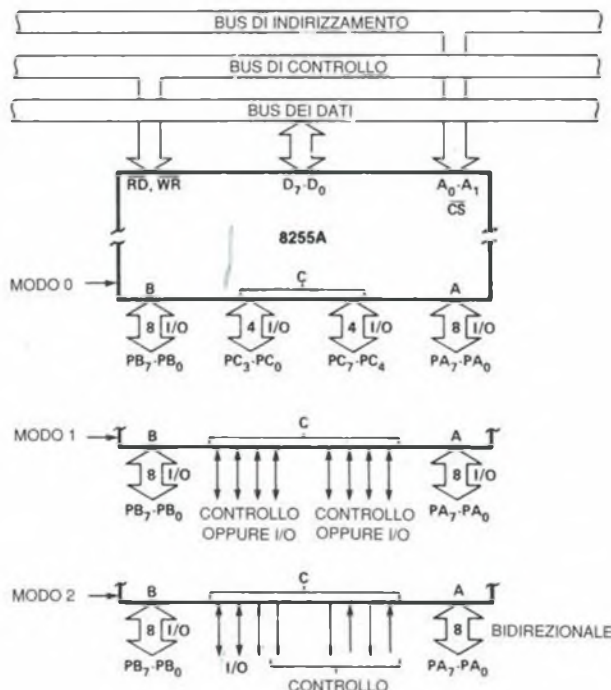 BUS DI INDIRIZZAMENTO
BUS DI CONTROLLO
BUS DEI DATI
RD, WR D7-D0 A0-A1
CS
8255A
MODO 0 B C A
8 I/O 4 I/O 4 I/O 8 I/O
PB7-PB0 PC3-PC0 PC7-PC4 PA7-PA0
MODO 1 B C A
8 I/O 8 I/O
PB7-PB0 CONTROLLO OPPURE I/O CONTROLLO OPPURE I/O PA7-PA0
MODO 2 B C A
8 I/O 8 BIDIREZIONALE
PB7-PB0 I/O PA7-PA0
CONTROLLO